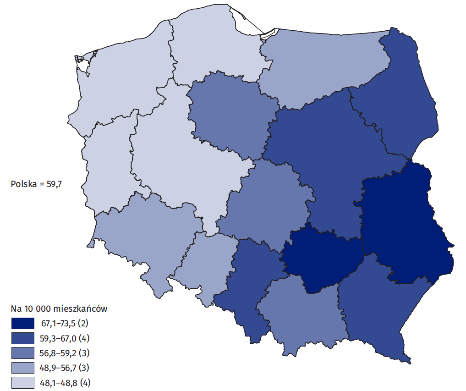 Polska = 59,7
Na 10 000 mieszkańców
67,1–73,5 (2)
59,3–67,0 (4)
56,8–59,2 (3)
48,9–56,7 (3)
48,1–48,8 (4)